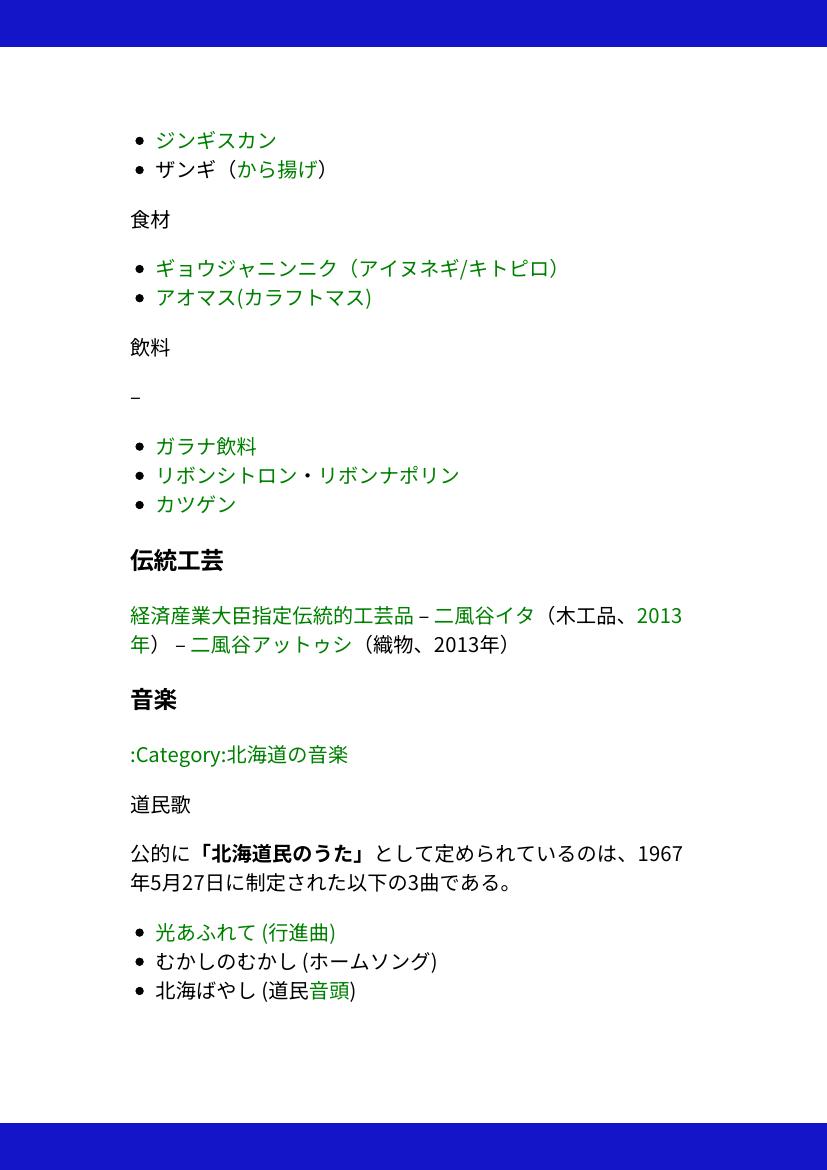 • ジンギスカン
• ザンギ（から揚げ）
食材
• ギョウジャニンニク（アイヌネギ/キトピロ）
• アオマス(カラフトマス)
飲料
–
• ガラナ飲料
• リボンシトロン・リボンナポリン
• カツゲン
伝統工芸
経済産業大臣指定伝統的工芸品 – 二風谷イタ（木工品、2013
年） – 二風谷アットゥシ（織物、2013年）
音楽
:Category:北海道の音楽
道民歌
公的に「北海道民のうた」として定められているのは、1967
年5月27日に制定された以下の3曲である。
• 光あふれて (行進曲)
• むかしのむかし (ホームソング)
• 北海ばやし (道民音頭)